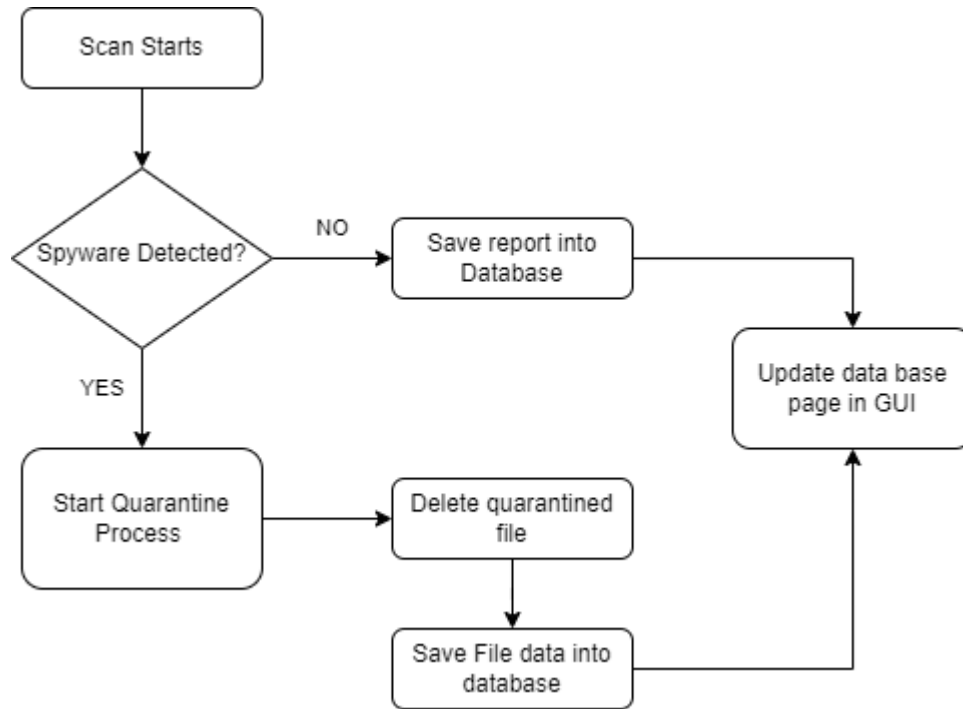 Scan Starts
Spyware Detected?
NO
Save report into
Database
Update data base
page in GUI
YES
Start Quarantine
Process
Delete quarantined
file
Save File data into
database